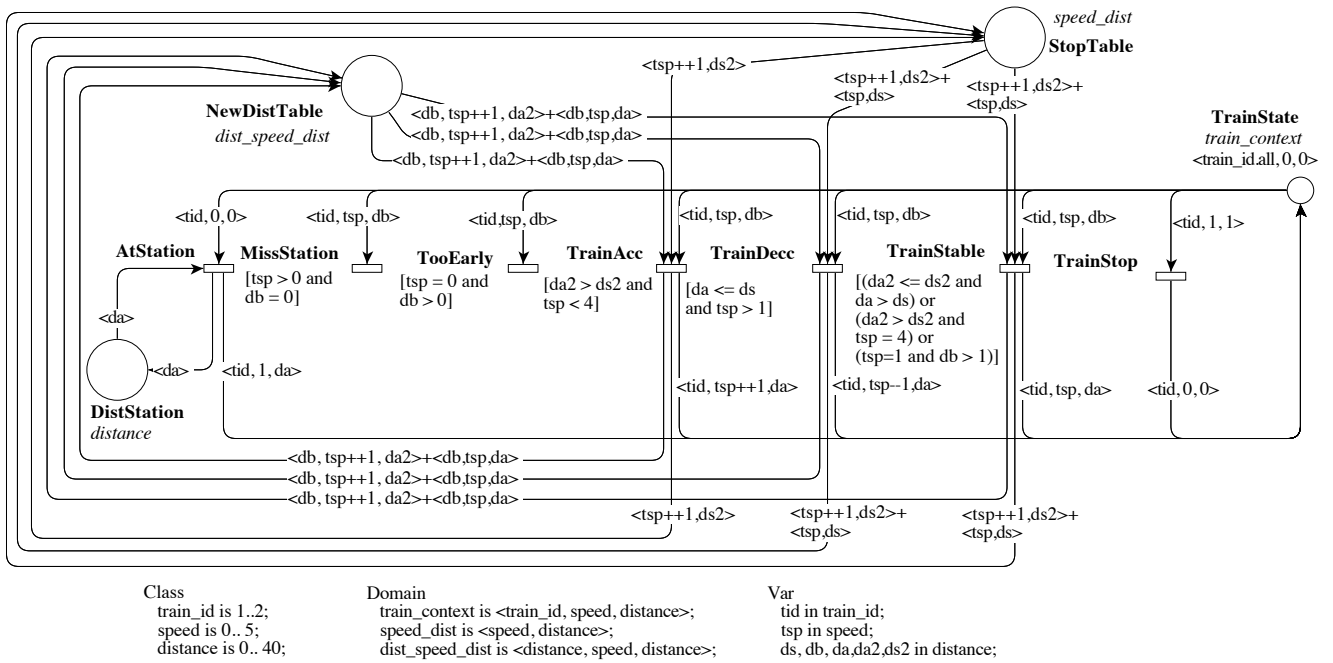 speed_dist
StopTable
<tsp++1,ds2>
<tsp++1,ds2>+
<tsp,ds>
<tsp++1,ds2>+
<tsp,ds>
NewDistTable
dist_speed_dist
<db, tsp++1, da2>+<db,tsp,da>
<db, tsp++1, da2>+<db,tsp,da>
<db, tsp++1, da2>+<db,tsp,da>
TrainState
train_context
<train_id.all, 0, 0>
<tid, 0, 0>
<tid, tsp, db>
<tid,tsp, db>
<tid, tsp, db>
<tid, tsp, db>
<tid, tsp, db>
<tid, 1, 1>
AtStation
MissStation
[tsp > 0 and
db = 0]
TooEarly
[tsp = 0 and
db > 0]
TrainAcc
[da2 > ds2 and
tsp < 4]
TrainDecc
[da <= ds
and tsp > 1]
TrainStable
[(da2 <= ds2 and
da > ds) or
(da2 > ds2 and
tsp = 4) or
(tsp=1 and db > 1)]
TrainStop
<da>
<da>
<tid, 1, da>
<tid, tsp++1,da>
<tid, tsp--1,da>
<tid, tsp, da>
<tid, 0, 0>
DistStation
distance
<db, tsp++1, da2>+<db,tsp,da>
<db, tsp++1, da2>+<db,tsp,da>
<db, tsp++1, da2>+<db,tsp,da>
<tsp++1,ds2>
<tsp++1,ds2>+
<tsp,ds>
<tsp++1,ds2>+
<tsp,ds>
Class
train_id is 1..2;
speed is 0.. 5;
distance is 0.. 40;
Domain
train_context is <train_id, speed, distance>;
speed_dist is <speed, distance>;
dist_speed_dist is <distance, speed, distance>;
Var
tid in train_id;
tsp in speed;
ds, db, da,da2,ds2 in distance;